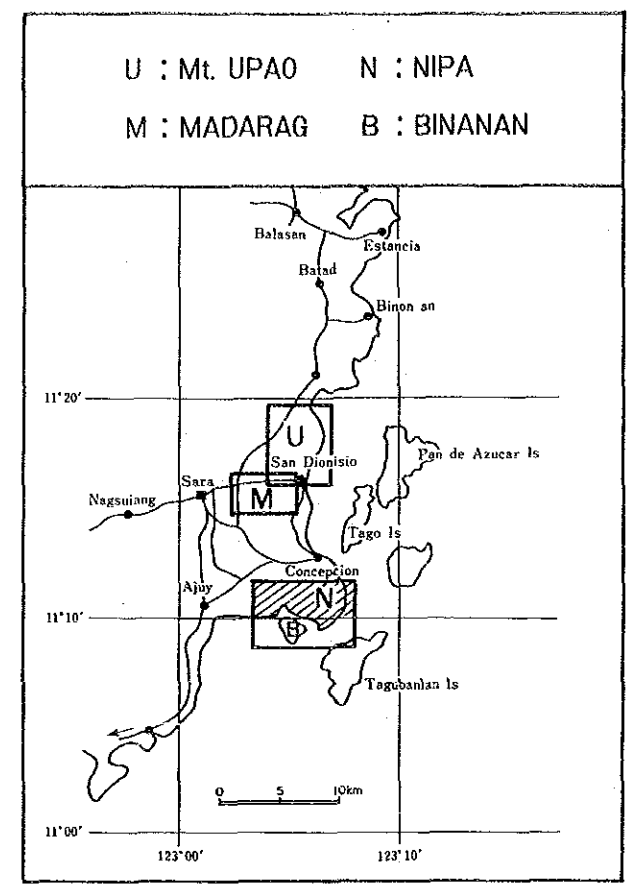 U : Mt. UPAO N : NIPA
M : MADARAG B : BINANAN
Balasan
Estancia
Batad
Binon an
11°20'
U
Pan de Azucar Is
San Dionisio
Sara
M
Nagsuiang
Tago Is
Concepcion
Ajuy
N
11°10'
B
Tagubanlan Is
0 5 10km
11°00'
123°00' 123°10'